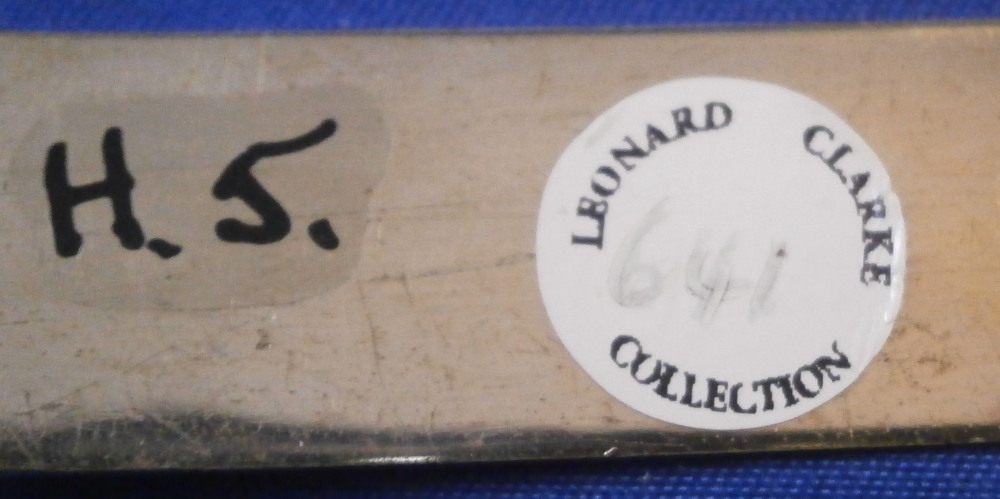 H.S.
LEONARD CLARKE
641
COLLECTION